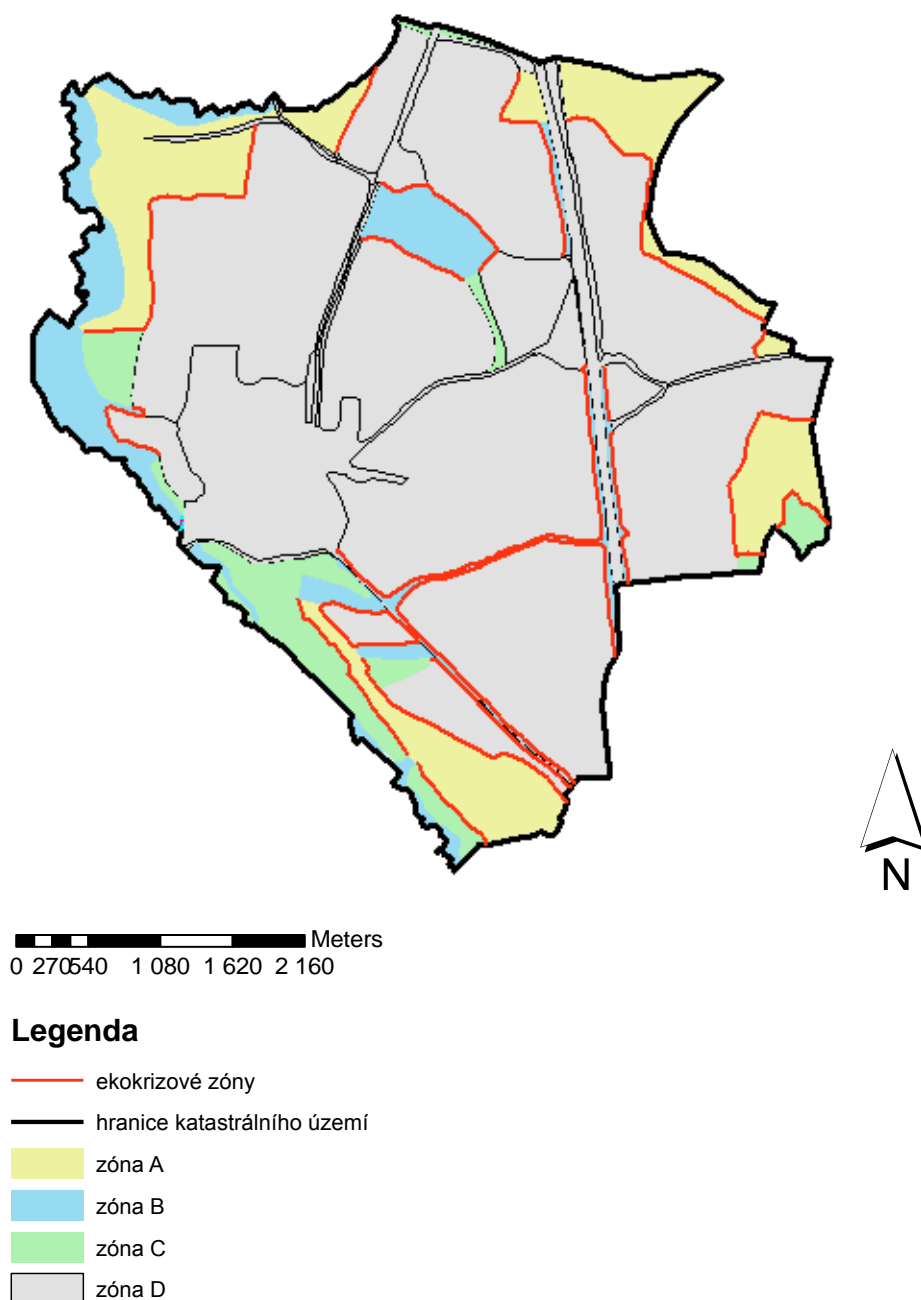 N
Meters
0 270540 1 080 1 620 2 160
Legenda
ekokrizové zóny
hranice katastrálního území
zóna A
zóna B
zóna C
zóna D